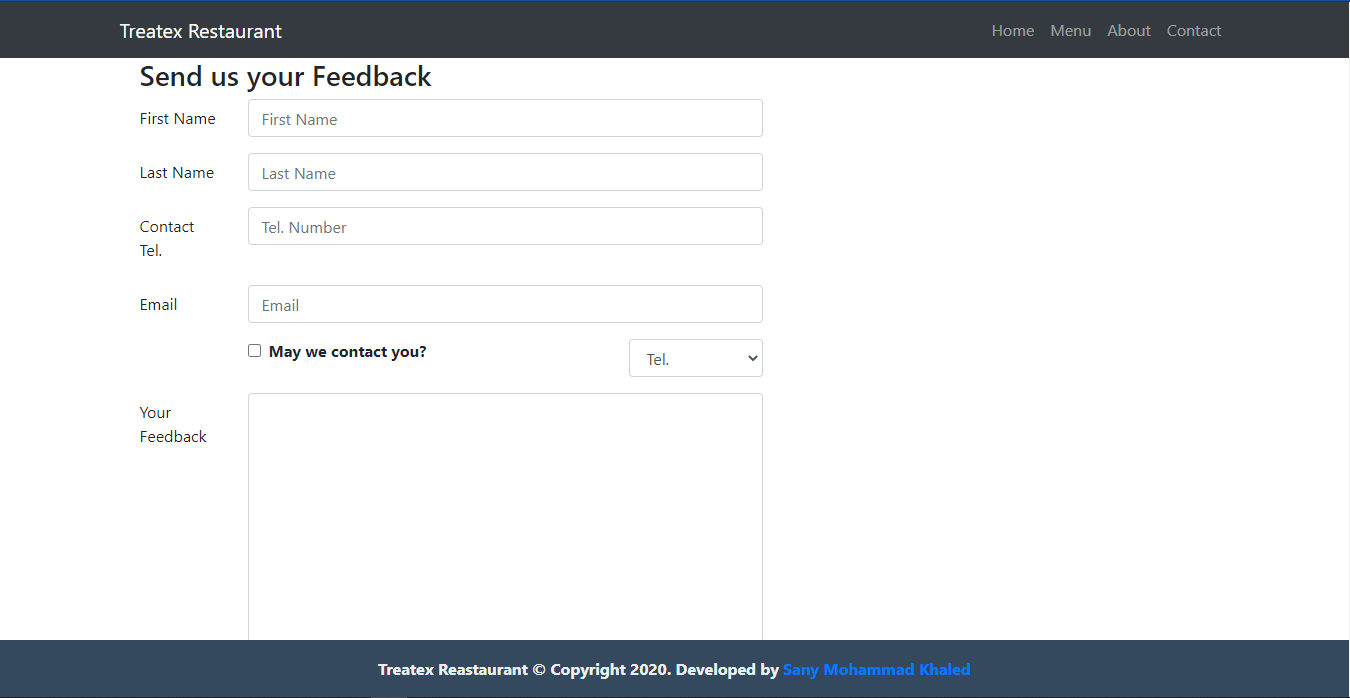 Treatex Restaurant Home Menu About Contact
Send us your Feedback
First Name First Name
Last Name Last Name
Contact Tel. Number
Tel.
Email Email
May we contact you? Tel.
Your
Feedback
Treatex Reastaurant © Copyright 2020. Developed by Sany Mohammad Khaled